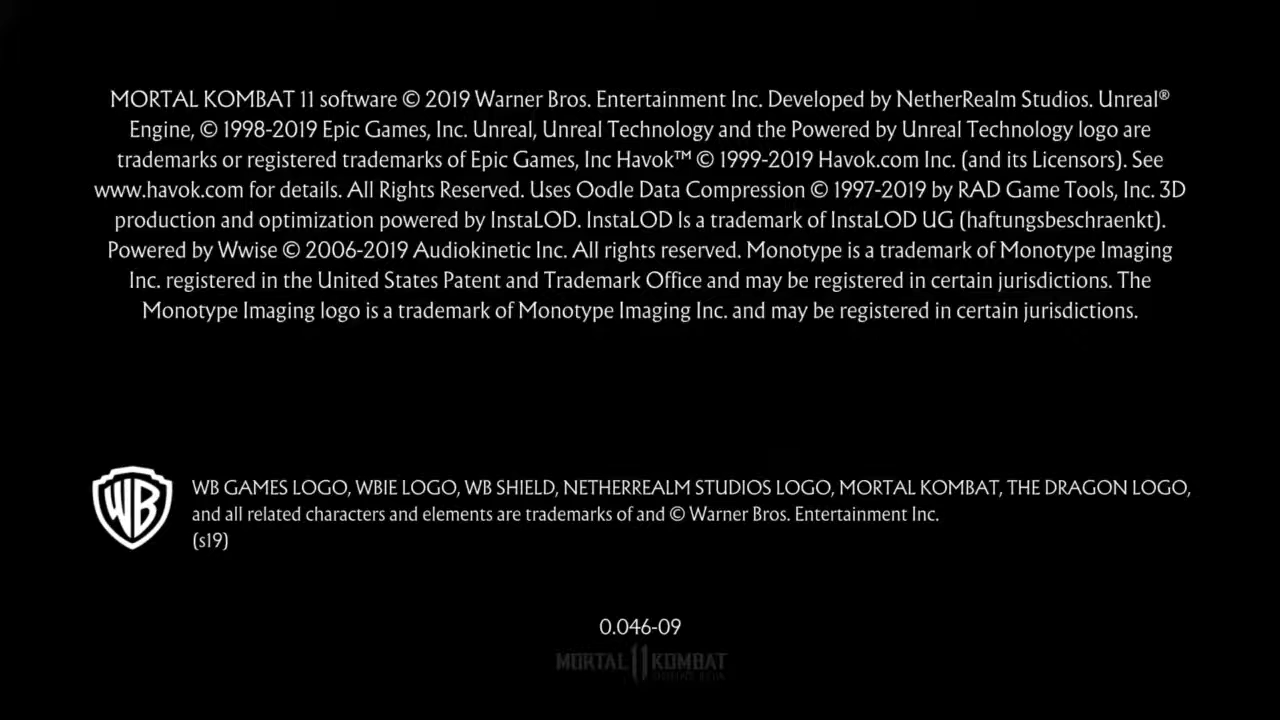 MORTAL KOMBAT 11 software © 2019 Warner Bros. Entertainment Inc. Developed by NetherRealm Studios. Unreal®
Engine, © 1998-2019 Epic Games, Inc. Unreal, Unreal Technology and the Powered by Unreal Technology logo are
trademarks or registered trademarks of Epic Games, Inc Havok™ © 1999-2019 Havok.com Inc. (and its Licensors). See
www.havok.com for details. All Rights Reserved. Uses Oodle Data Compression © 1997-2019 by RAD Game Tools, Inc. 3D
production and optimization powered by InstaLOD. InstaLOD Is a trademark of InstaLOD UG (haftungsbeschraenkt).
Powered by Wwise © 2006-2019 Audiokinetic Inc. All rights reserved. Monotype is a trademark of Monotype Imaging
Inc. registered in the United States Patent and Trademark Office and may be registered in certain jurisdictions. The
Monotype Imaging logo is a trademark of Monotype Imaging Inc. and may be registered in certain jurisdictions.
WB
WB GAMES LOGO, WBIE LOGO, WB SHIELD, NETHERREALM STUDIOS LOGO, MORTAL KOMBAT, THE DRAGON LOGO,
and all related characters and elements are trademarks of and © Warner Bros. Entertainment Inc.
(s19)
0.046-09
MORTAL 11 KOMBAT